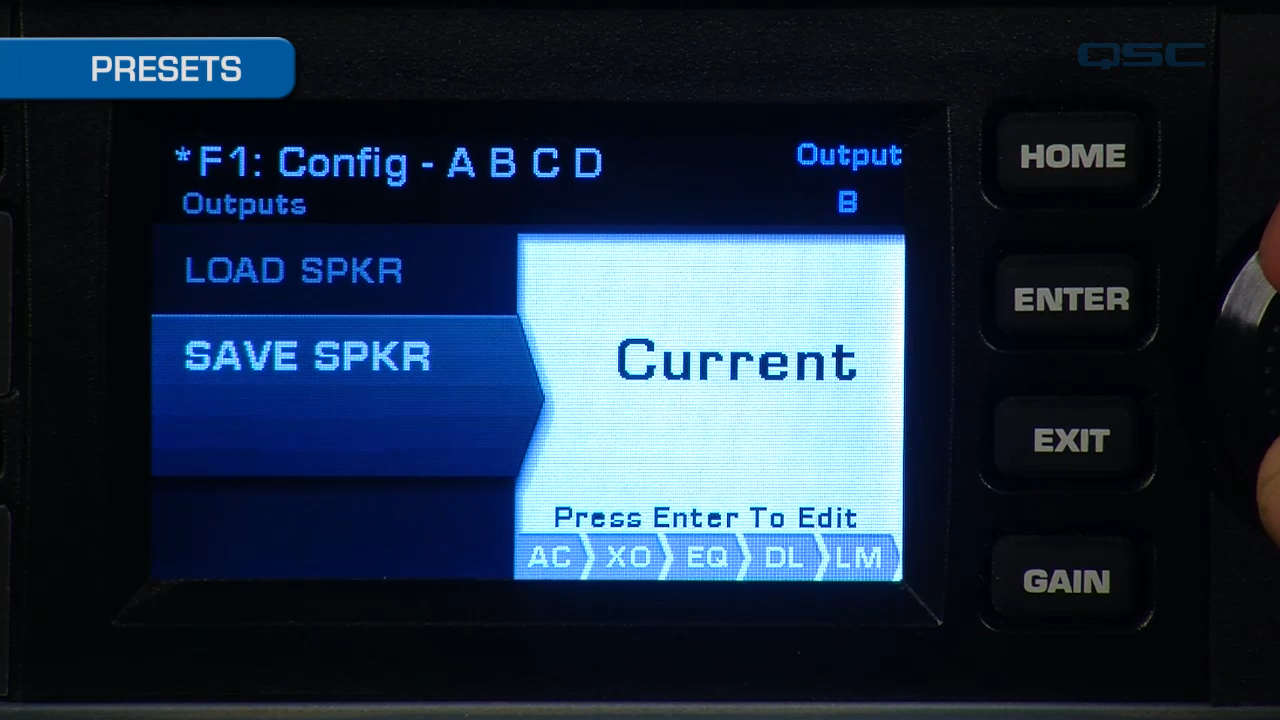 PRESETS
QSC
*F1: Config - A B C D
Output
Outputs
B
LOAD SPKR
SAVE SPKR
Current
Press Enter To Edit
AC XO EQ DL LM
HOME
ENTER
EXIT
GAIN